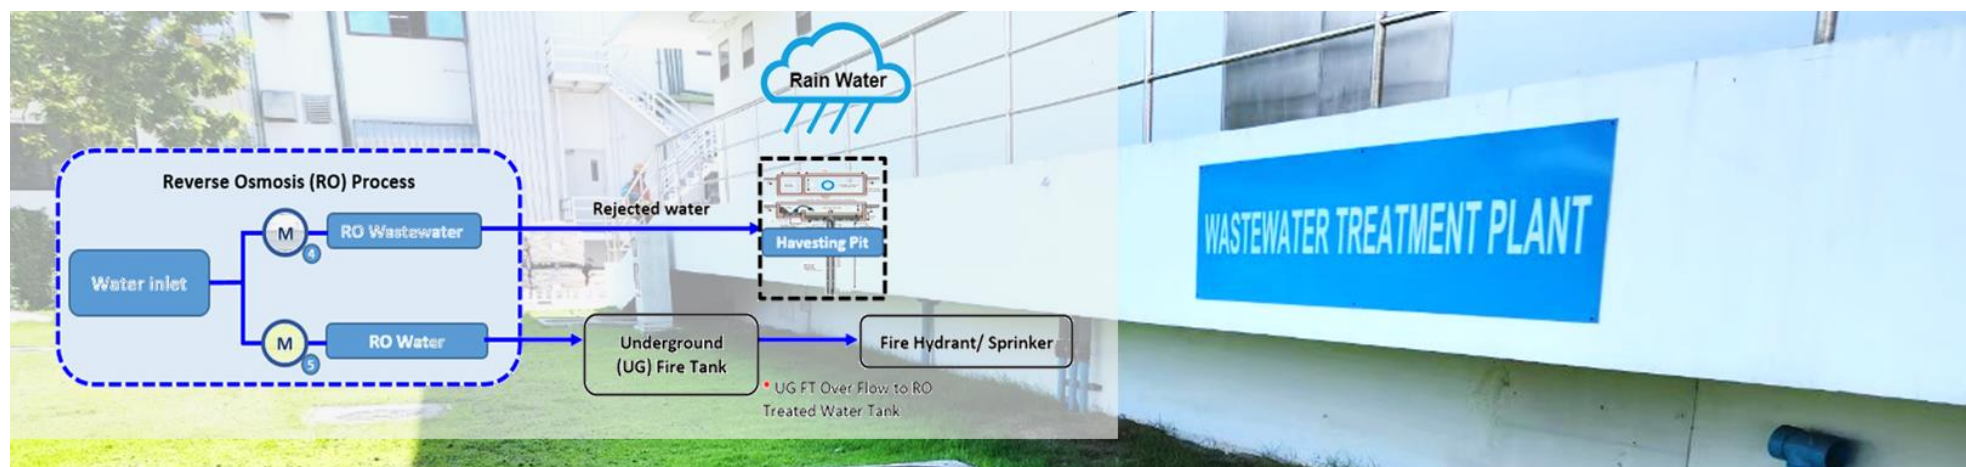 Rain Water
Reverse Osmosis (RO) Process
Rejected water
M
4
RO Wastewater
Havesting Pit
Water inlet
M
5
RO Water
Underground
(UG) Fire Tank
Fire Hydrant/ Sprinker
* UG FT Over Flow to RO
Treated Water Tank
WASTEWATER TREATMENT PLANT